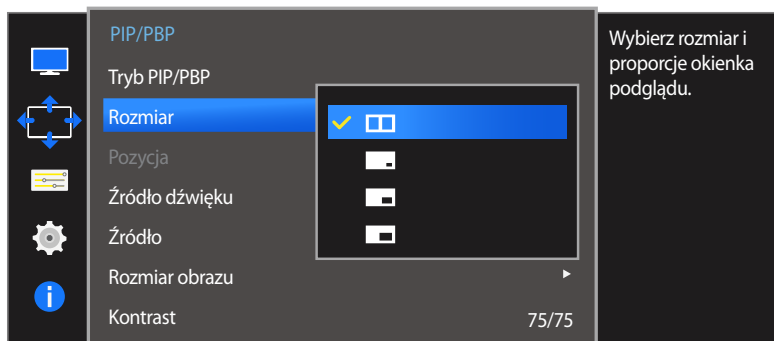 PIP/PBP
Tryb PIP/PBP
Rozmiar
Pozycja
Źródło dźwięku
Źródło
Rozmiar obrazu
Kontrast 75/75
Wybierz rozmiar i
proporcje okienka
podglądu.